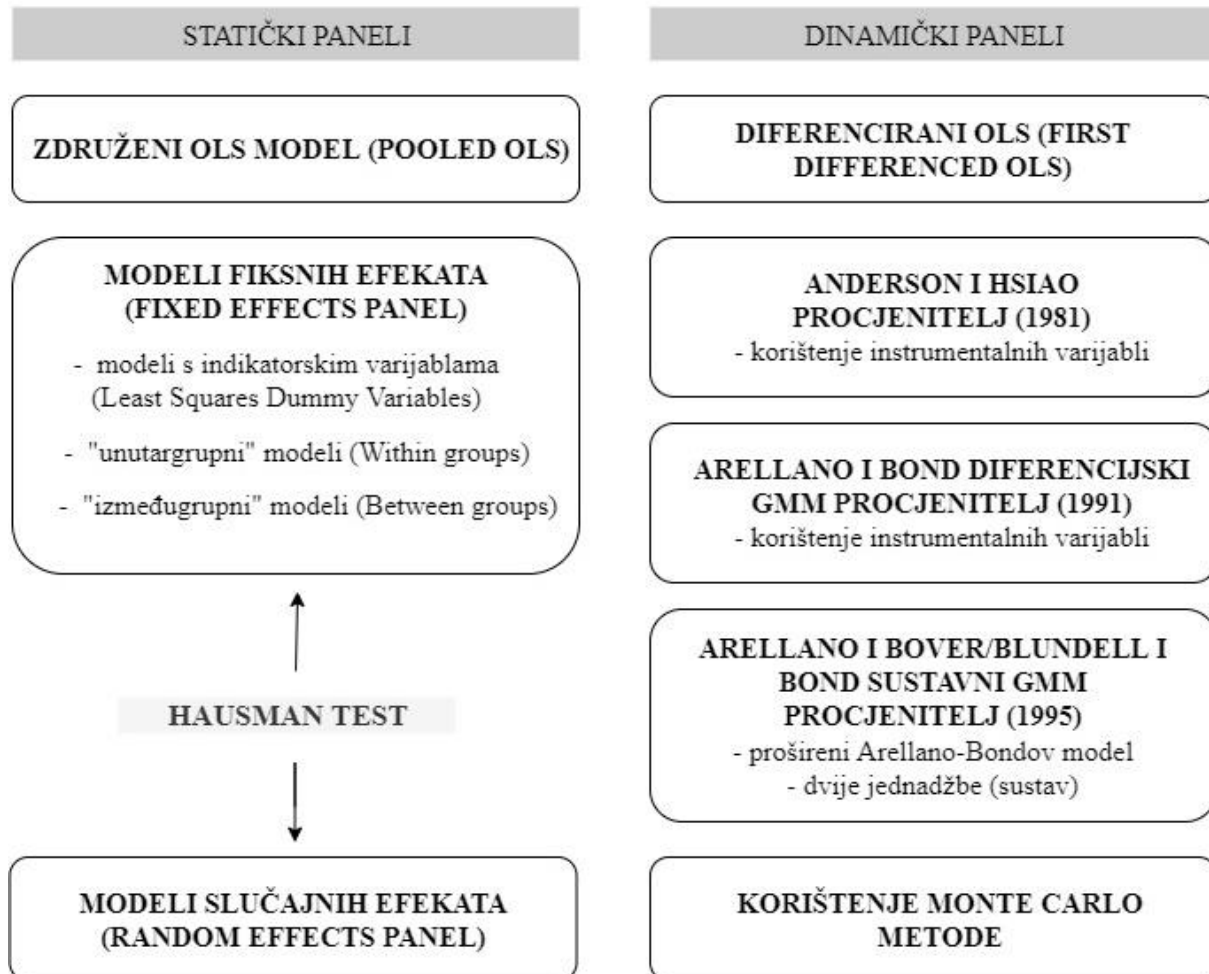 STATIČKI PANELI
ZDRUŽENI OLS MODEL (POOLED OLS)
MODELI FIKSNIH EFEKATA
(FIXED EFFECTS PANEL)
- modeli s indikatorskim varijablama
(Least Squares Dummy Variables)
- "unutargrupni" modeli (Within groups)
- "izmeđugrupni" modeli (Between groups)
HAUSMAN TEST
MODELI SLUČAJNIH EFEKATA
(RANDOM EFFECTS PANEL)
DINAMIČKI PANELI
DIFERENCIRANI OLS (FIRST
DIFFERENCED OLS)
ANDERSON I HSIAO
PROCJENITELJ (1981)
- korištenje instrumentalnih varijabli
ARELLANO I BOND DIFERENCIJSKI
GMM PROCJENITELJ (1991)
- korištenje instrumentalnih varijabli
ARELLANO I BOVER/BLUNDELL I
BOND SUSTAVNI GMM
PROCJENITELJ (1995)
- prošireni Arellano-Bondov model
- dvije jednadžbe (sustav)
KORIŠTENJE MONTE CARLO
METODE